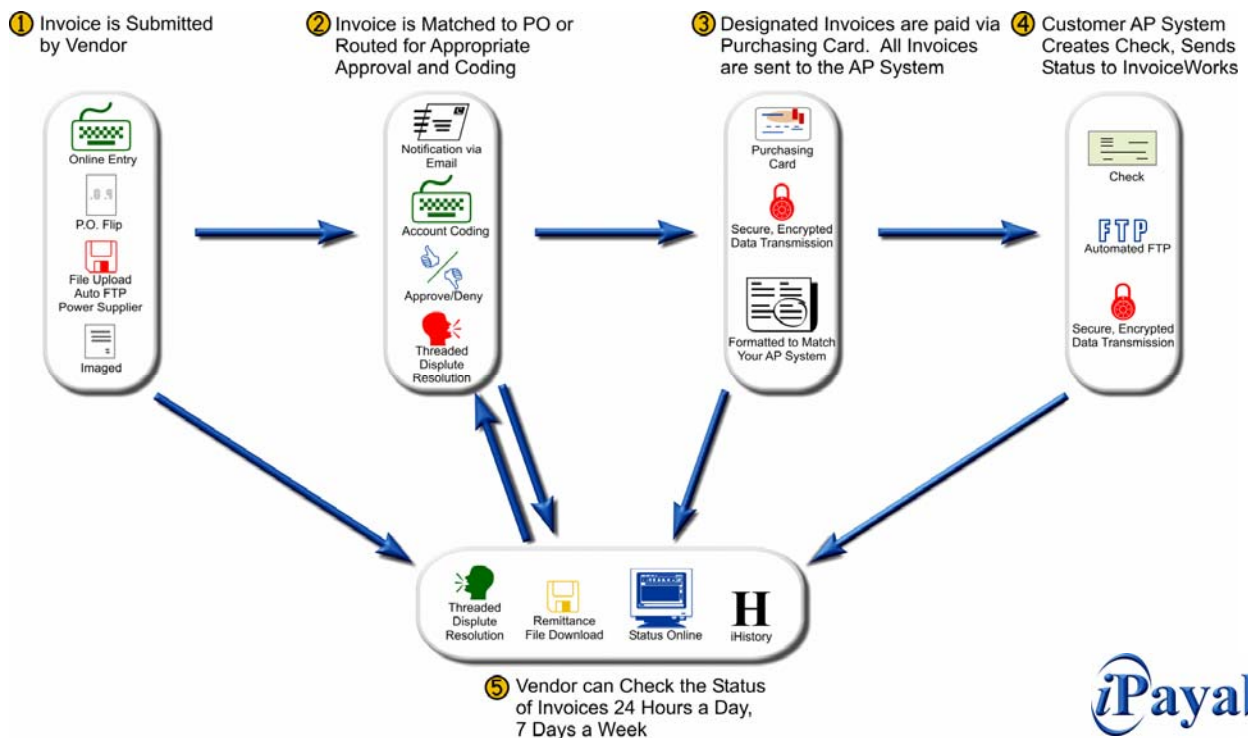 1 Invoice is Submitted
by Vendor
2 Invoice is Matched to PO or
Routed for Appropriate
Approval and Coding
3 Designated Invoices are paid via
Purchasing Card. All Invoices
are sent to the AP System
4 Customer AP System
Creates Check, Sends
Status to InvoiceWorks
Online Entry
P.O. Flip
File Upload
Auto FTP
Power Supplier
Imaged
Notification via
Email
Account Coding
Approve/Deny
Threaded
Displute
Resolution
Purchasing
Card
Secure, Encrypted
Data Transmission
Formatted to Match
Your AP System
Check
FTP
Automated FTP
Secure, Encrypted
Data Transmission
Threaded
Displute
Resolution
Remittance
File Download
Status Online
H
iHistory
5 Vendor can Check the Status
of Invoices 24 Hours a Day,
7 Days a Week
iPayab